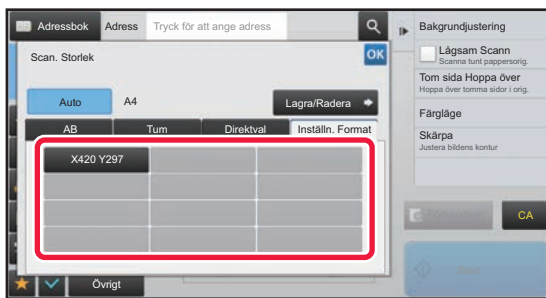 Adressbok Adress Tryck för att ange adress
Bakgrundjustering
Scan. Storlek OK
Lågsam Scann
Scanna tunt pappersorig.
Tom sida Hoppa över
Hoppa över tomma sidor i orig.
Auto A4 Lagra/Radera
Färgläge
AB Tum Direktval Inställn. Format
Skärpa
Justera bildens kontur
X420 Y297
CA
Övrigt